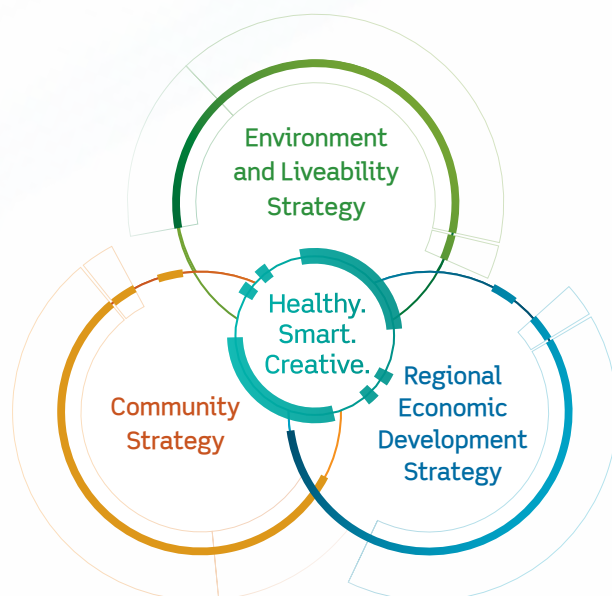 Environment
and Liveability
Strategy
Healthy.
Smart.
Creative.
Community
Strategy
Regional
Economic
Development
Strategy